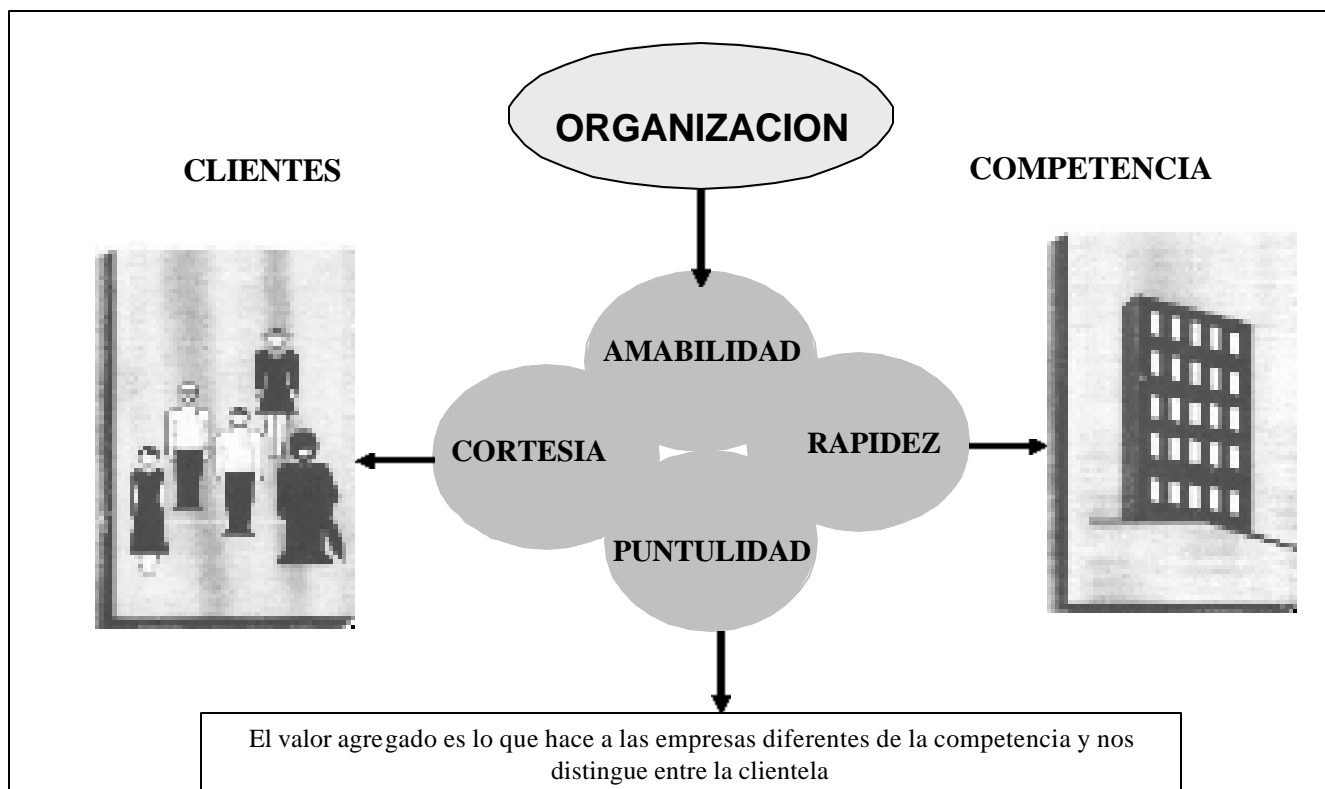 ORGANIZACION
CLIENTES
COMPETENCIA
AMABILIDAD
CORTESIA
RAPIDEZ
PUNTULIDAD
El valor agregado es lo que hace a las empresas diferentes de la competencia y nos
distingue entre la clientela